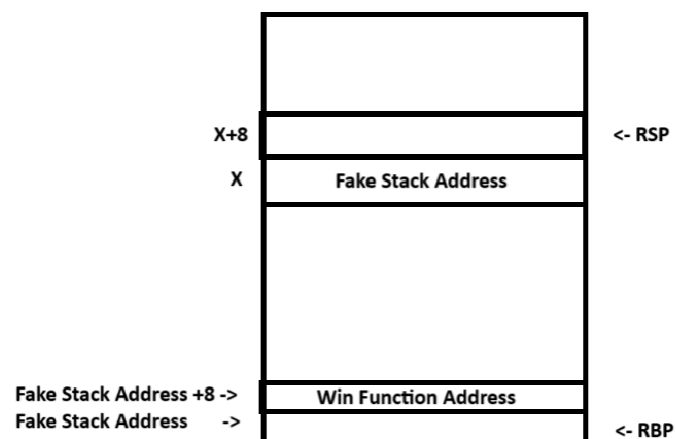 X+8 <- RSP
X Fake Stack Address
Fake Stack Address +8 -> Win Function Address
Fake Stack Address ->
<- RBP